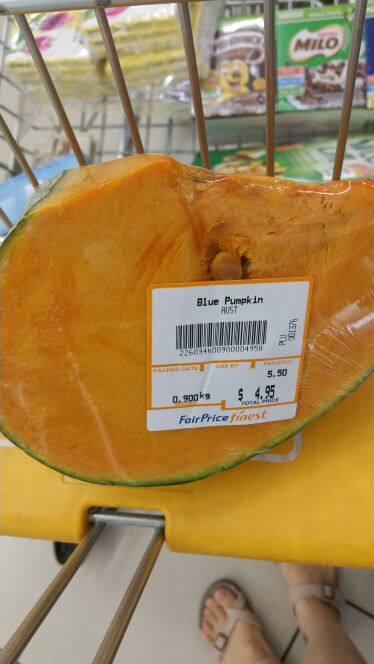 MILO
Blue Pumpkin
AUST
2260346009000004958
PLU 001376
PACKED DATE USE BY PRICE/KG
5.50
0.900kg $ 4.95
TOTAL PRICE
FairPrice finest